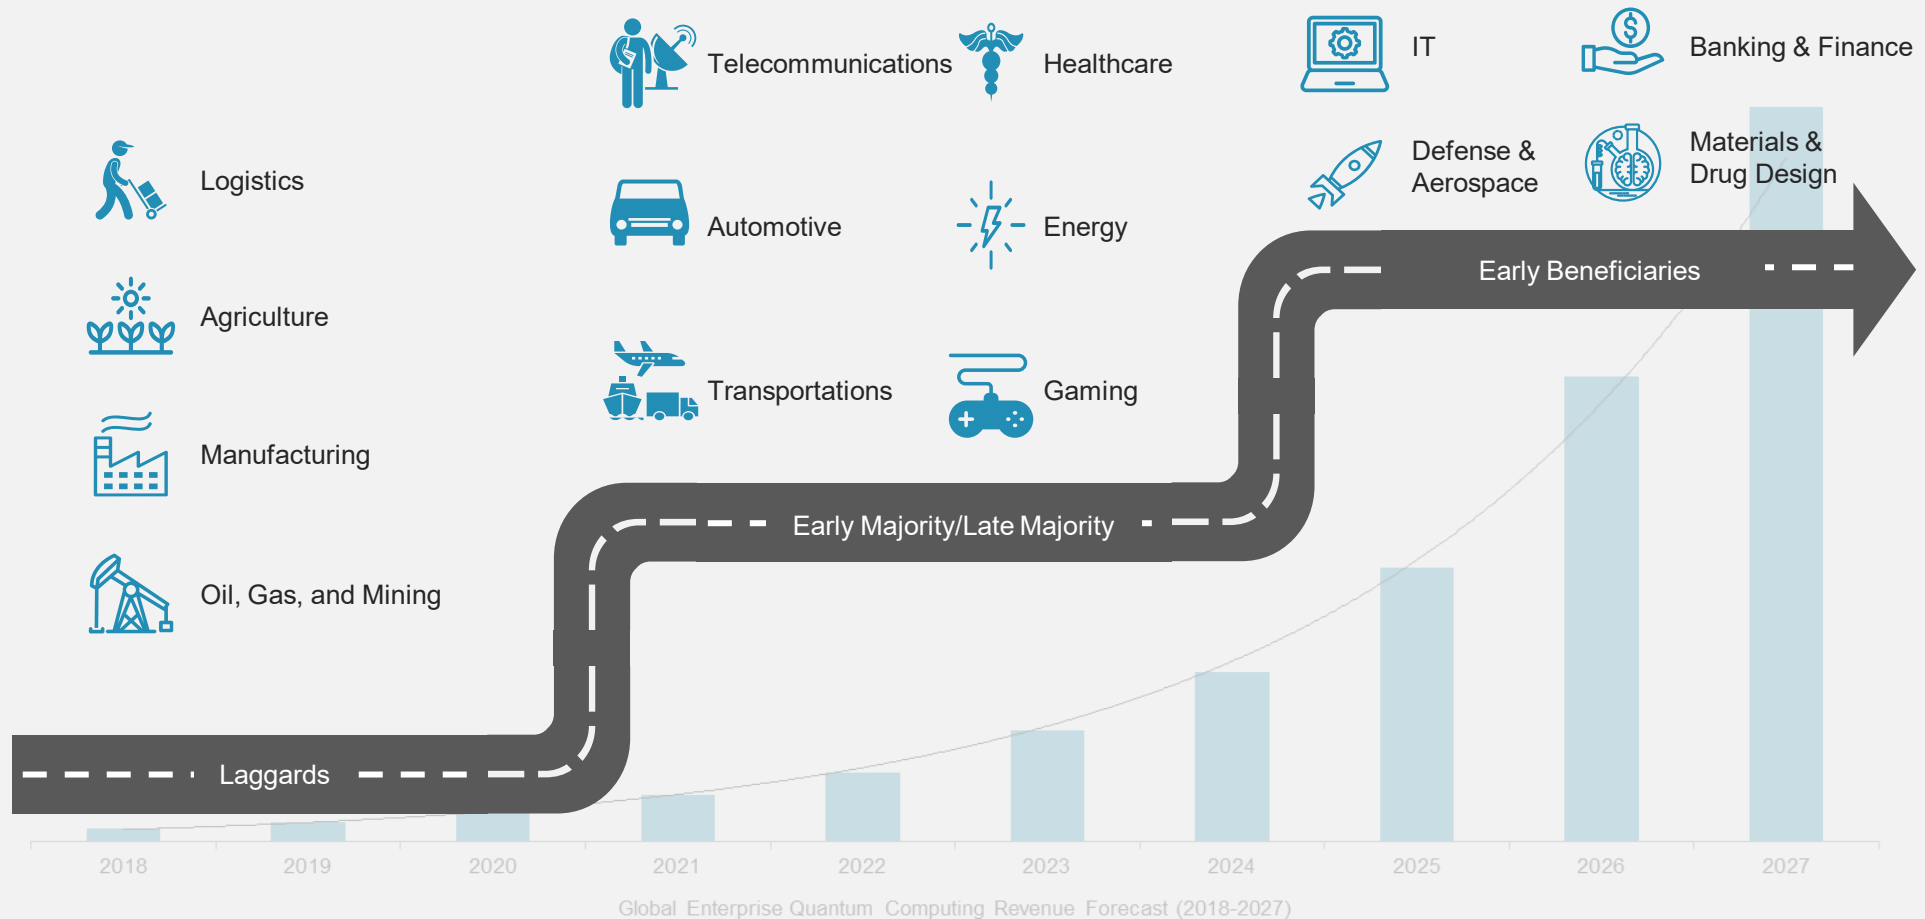 Telecommunications
Healthcare
IT
Banking & Finance
Logistics
Automotive
Energy
Defense &
Aerospace
Materials &
Drug Design
Agriculture
Transportations
Gaming
Early Beneficiaries
Manufacturing
Early Majority/Late Majority
Oil, Gas, and Mining
Laggards
2018 2019 2020 2021 2022 2023 2024 2025 2026 2027
Global Enterprise Quantum Computing Revenue Forecast (2018-2027)